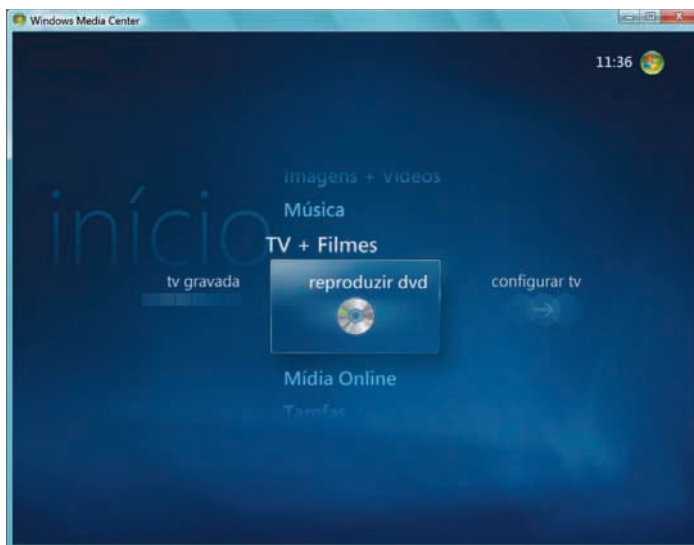 Windows Media Center
11:36
Imagens + Vídeos
início
Música
TV + Filmes
tv gravada
reproduzir dvd
configurar tv
Mídia Online
Tarefas